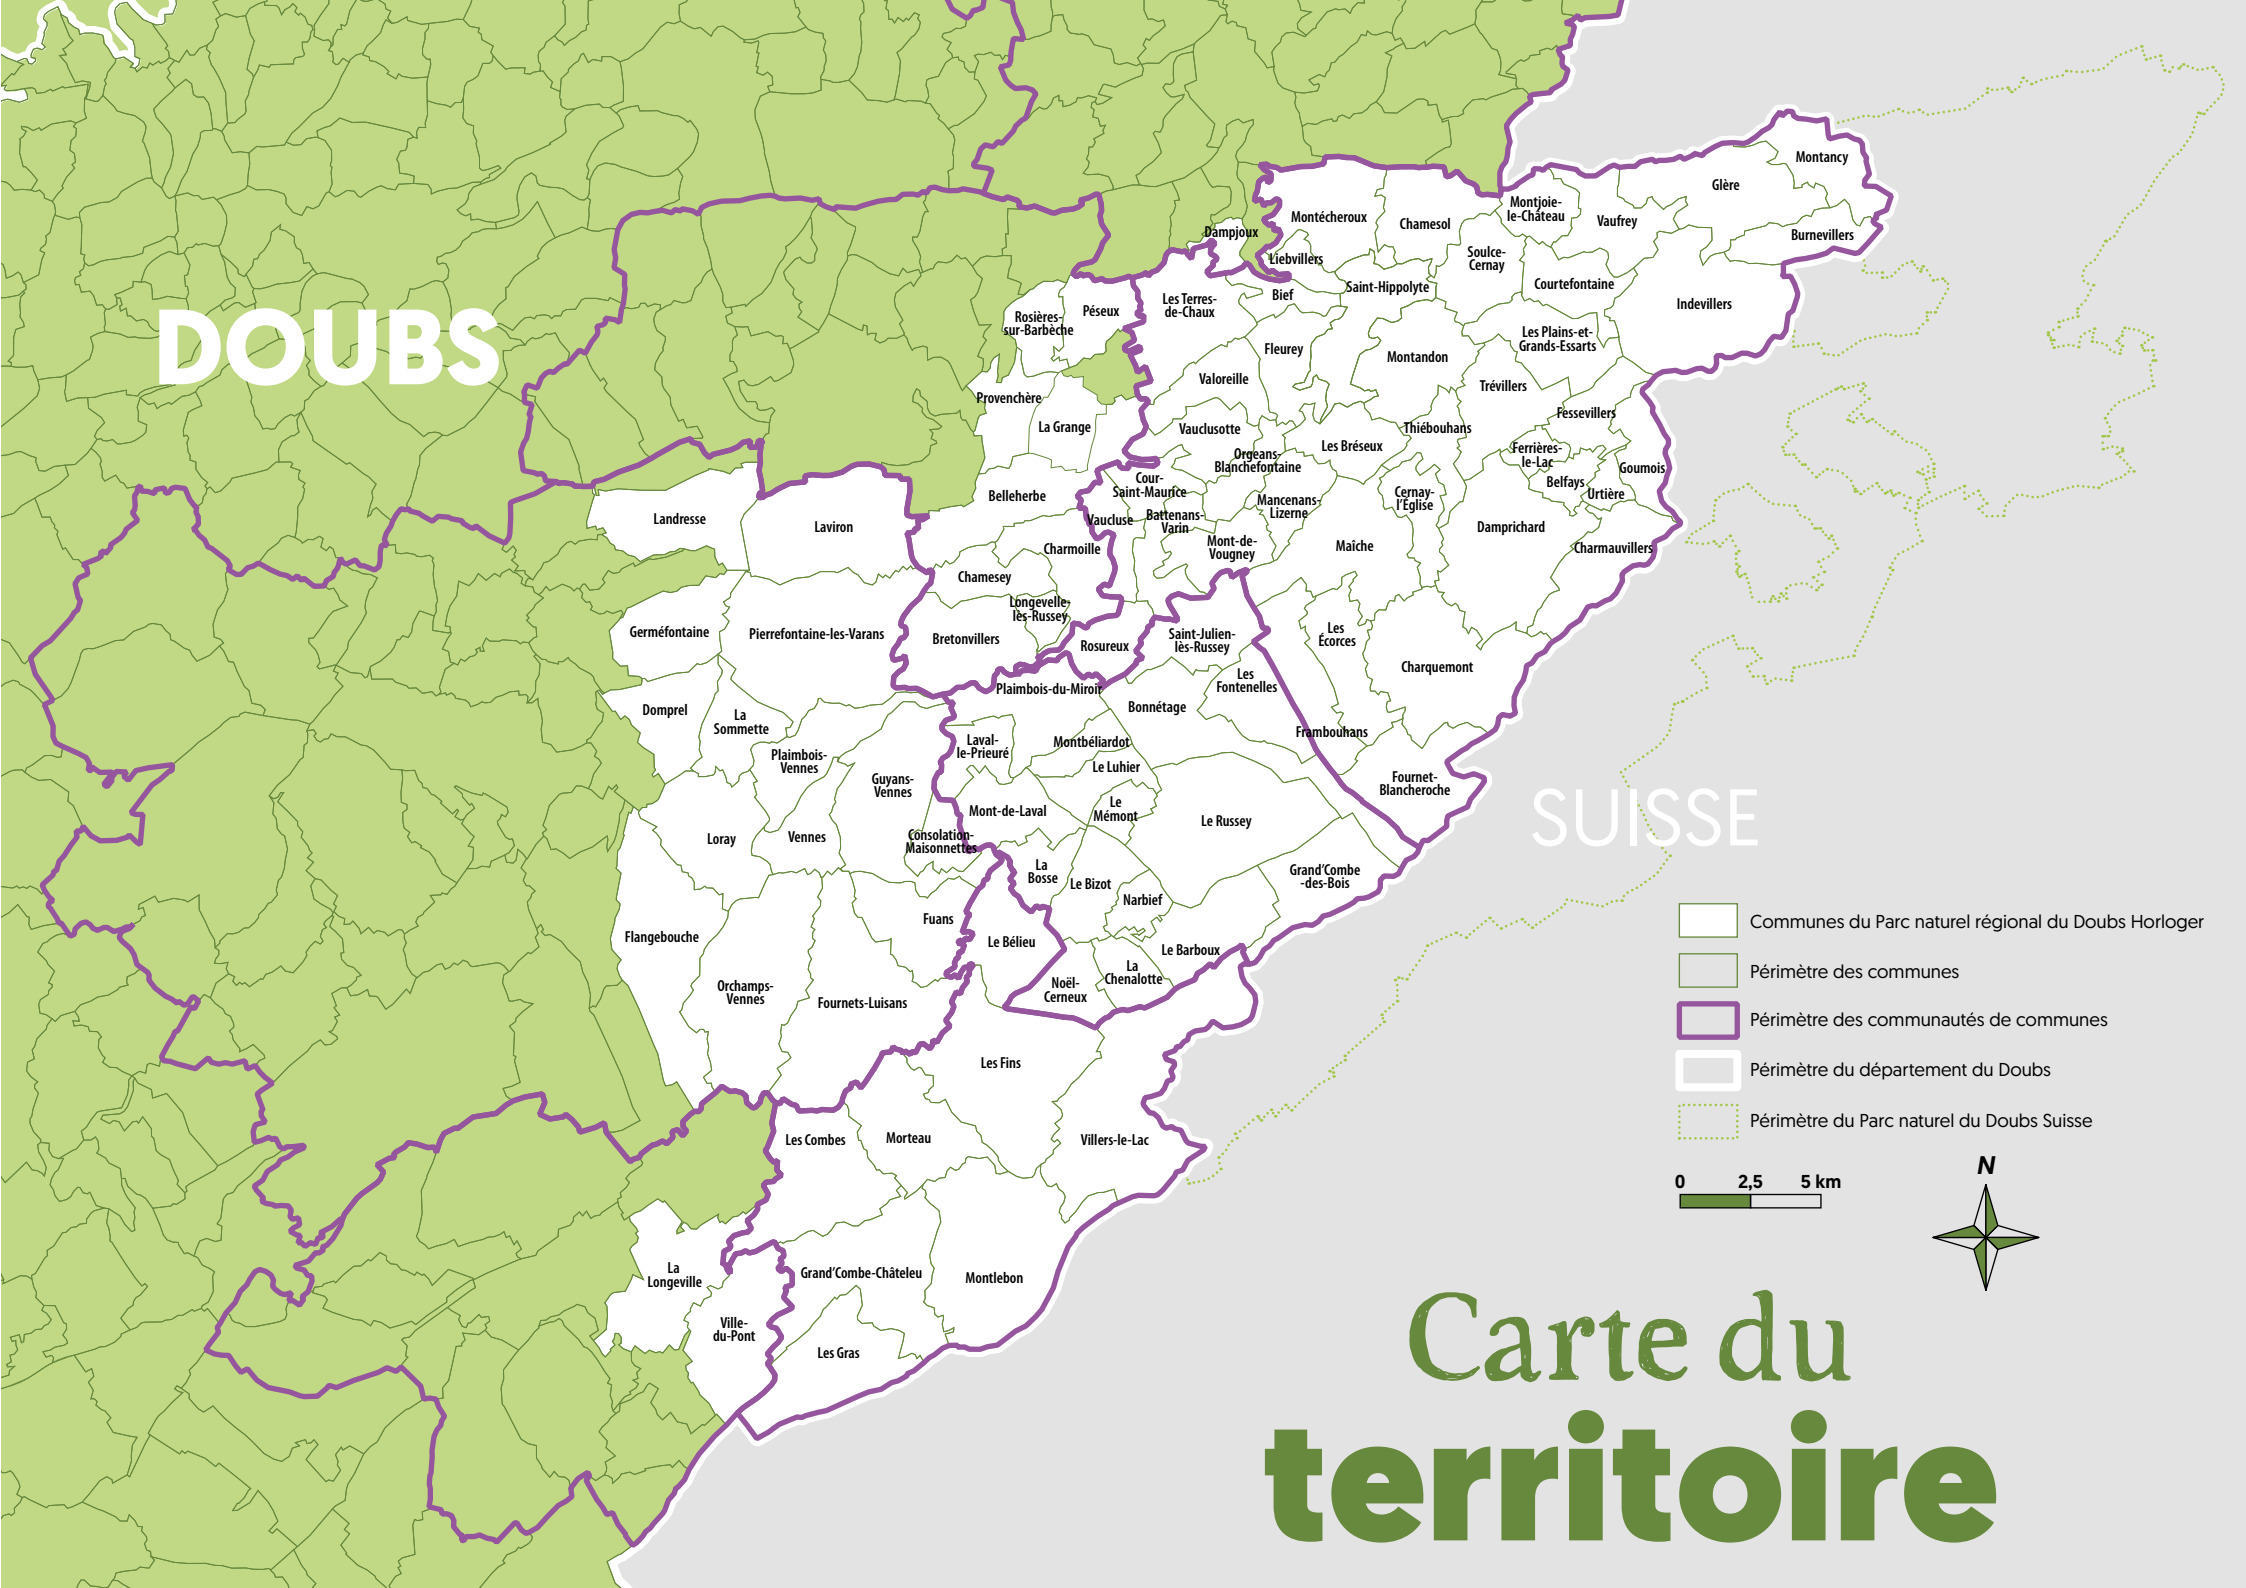 DOUBS
SUISSE
Montancy
Glère
Montjoie-
le-Château
Vaufrey
Burnevillers
Montécheroux
Chamesol
Dampjoux
Liebvillers
Soulce-
Cernay
Saint-Hippolyte
Courtefontaine
Indevillers
Les Terres-
de-Chaux
Bief
Rosières-
sur-Barbèche
Péseux
Fleurey
Montandon
Les Plains-et-
Grands-Essarts
Valoreille
Trévillers
Provenchère
La Grange
Vauclusotte
Thiébouhans
Fessevillers
Les Bréseux
Orgeans-
Blanchefontaine
Ferrières-
le-Lac
Goumois
Belfays
Urtière
Cour-
Saint-Maurice
Belleherbe
Mancenans-
Lizerne
Cernay-
l'Église
Landresse
Laviron
Vaucluse
Battenans-
Varin
Damprichard
Charmoille
Mont-de-
Vougney
Maîche
Charmauvillers
Chamesey
Longevelle-
lès-Russey
Germéfontaine
Pierrefontaine-les-Varans
Bretonvillers
Rosureux
Saint-Julien-
lès-Russey
Les
Écorces
Charquemont
Les
Fontenelles
Plaimbois-du-Miroir
Domprel
La
Sommette
Bonnétage
Frambouhans
Laval-
le-Prieuré
Montbéliardot
Plaimbois-
Vennes
Le Luhier
Guyans-
Vennes
Fournet-
Blancheroche
Mont-de-Laval
Le
Mémont
Le Russey
Loray
Vennes
Consolation-
Maisonnettes
La
Bosse
Le Bizot
Grand'Combe
-des-Bois
Narbief
Fuans
Flangebouche
Le Bélieu
Le Barboux
La
Chenalotte
Noël-
Cerneux
Orchamps-
Vennes
Fournets-Luisans
Les Fins
Les Combes
Morteau
Villers-le-Lac
La
Longeville
Grand'Combe-Châteleu
Montlebon
Ville-
du-Pont
Les Gras
Communes du Parc naturel régional du Doubs Horloger
Périmètre des communes
Périmètre des communautés de communes
Périmètre du département du Doubs
Périmètre du Parc naturel du Doubs Suisse
0 2,5 5 km
N
Carte du
territoire